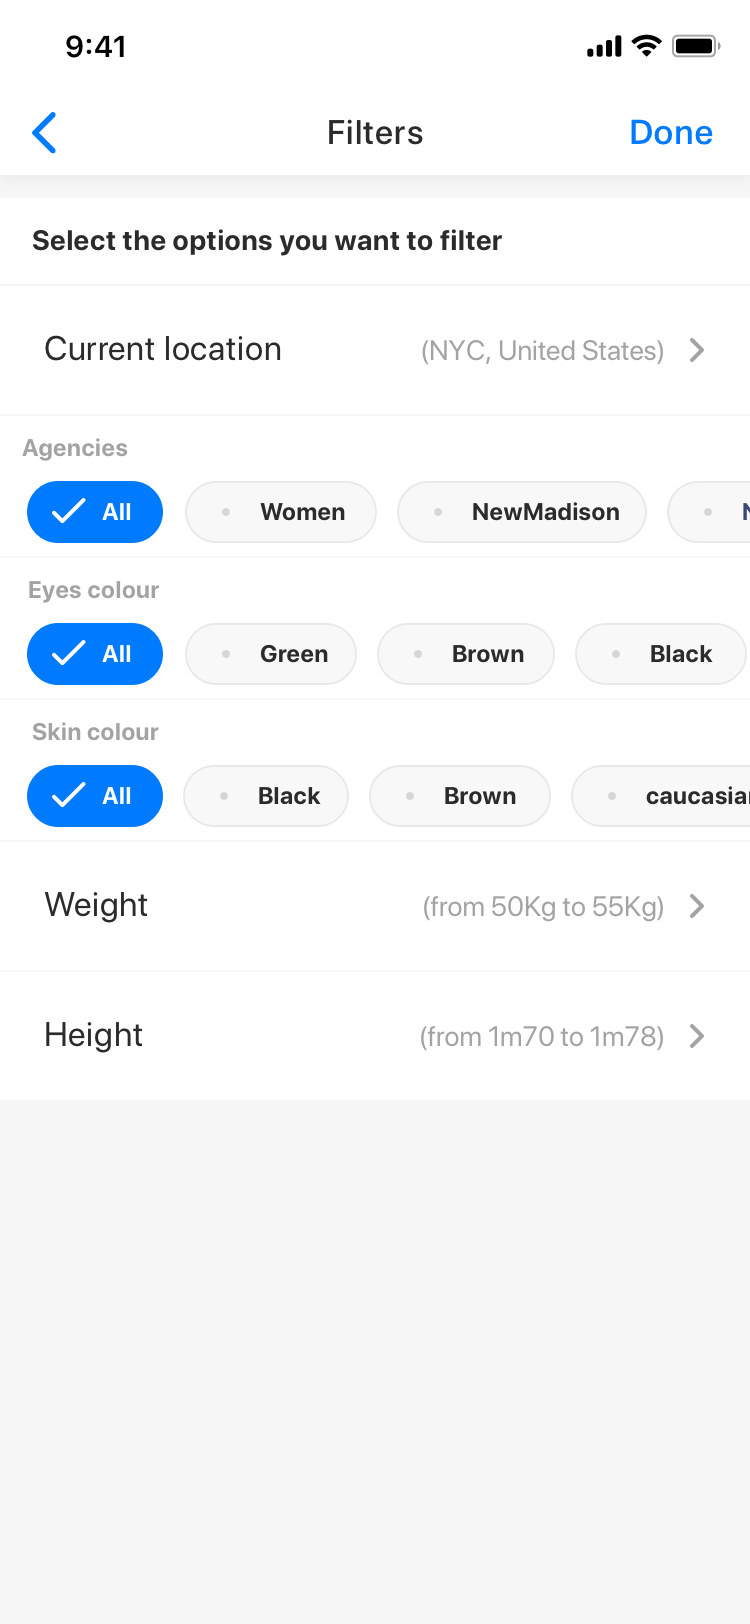 9:41
Filters Done
Select the options you want to filter
Current location (NYC, United States)
Agencies
All Women NewMadison
Eyes colour
All Green Brown Black
Skin colour
All Black Brown caucasia
Weight (from 50Kg to 55Kg)
Height (from 1m70 to 1m78)